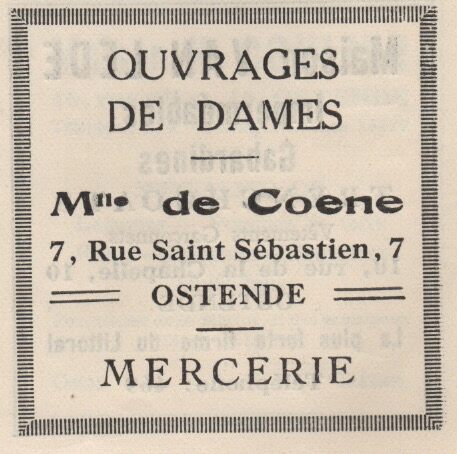 OUVRAGES
DE DAMES
Mlle de Coene
7, Rue Saint Sébastien, 7
OSTENDE
MERCERIE